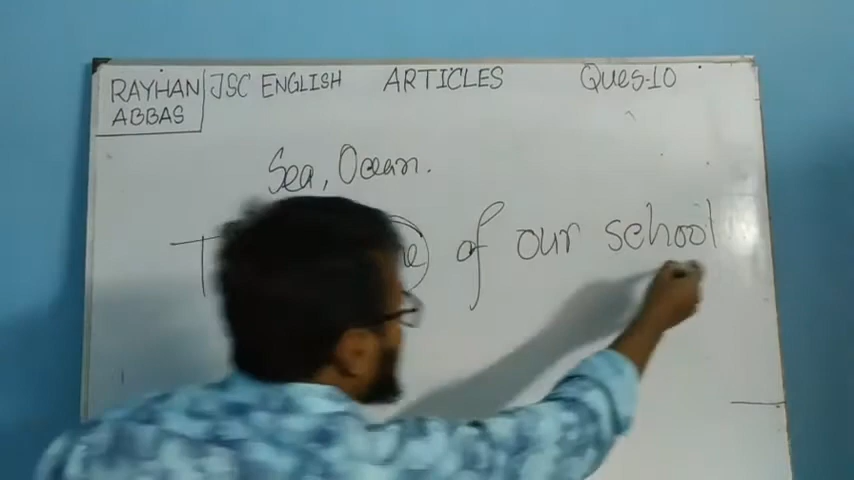 RAYHAN ABBAS JSC ENGLISH ARTICLES Ques-10
Sea, Ocean.
of our school